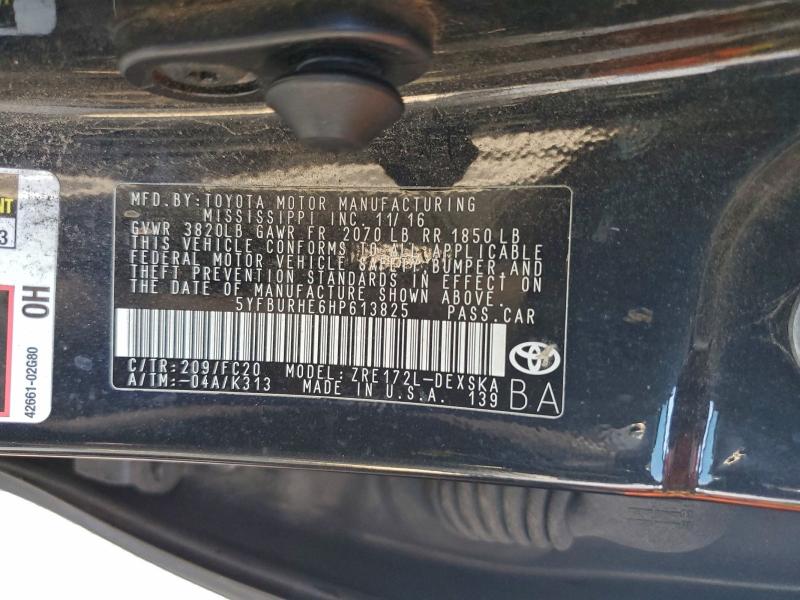 MFD.BY:TOYOTA MOTOR MANUFACTURING
MISSISSIPPI INC. 11/16
GVWR 3820LB GAWR FR 2070 LB RR 1850 LB
THIS VEHICLE CONFORMS TO ALL APPLICABLE
FEDERAL MOTOR VEHICLE SAFETY,BUMPER,AND
THEFT PREVENTION STANDARDS IN EFFECT ON
THE DATE OF MANUFACTURE SHOWN ABOVE.
5YFBURHE6HP613825 PASS.CAR
C/TR:209/FC20 MODEL:ZRE172L-DEXSKA
A/TM:-04A/K313 MADE IN U.S.A. 139
BA
NT
3
OH
42661-02G80